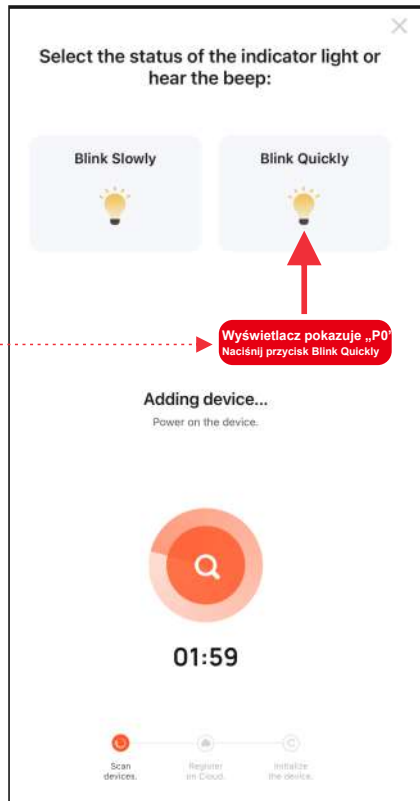 Select the status of the indicator light or
hear the beep:
Blink Slowly
Blink Quickly
Wyświetlacz pokazuje „P0”
Naciśnij przycisk Blink Quickly
Adding device...
Power on the device.
01:59
Scan
devices.
Register
on Cloud.
Initialize
the device.